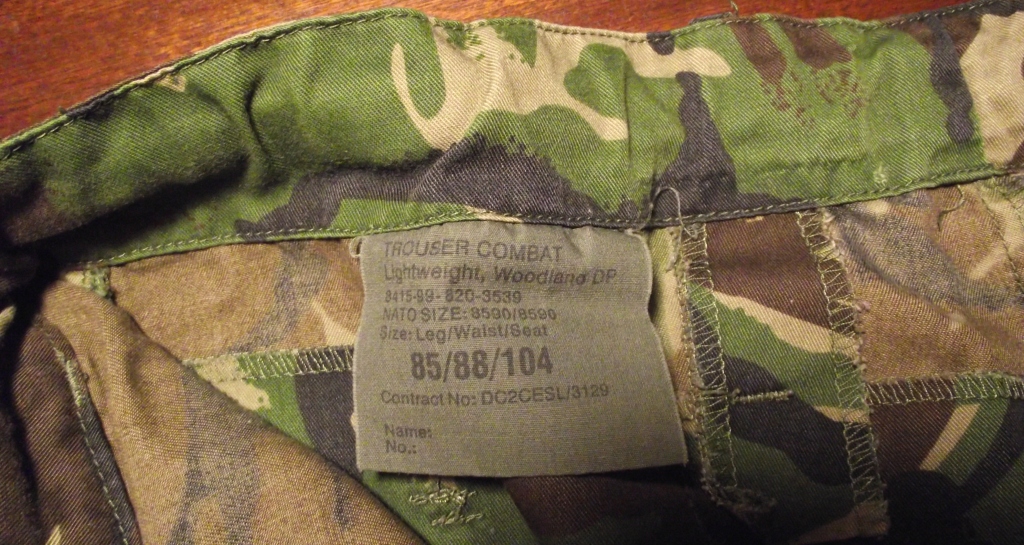 TROUSER COMBAT
Lightweight, Woodland DP
8415-99-820-3539
NATO SIZE: 8590/8590
Size: Leg/Waist/Seat
85/88/104
Contract No: DC2CESL/3129
Name:
No.: